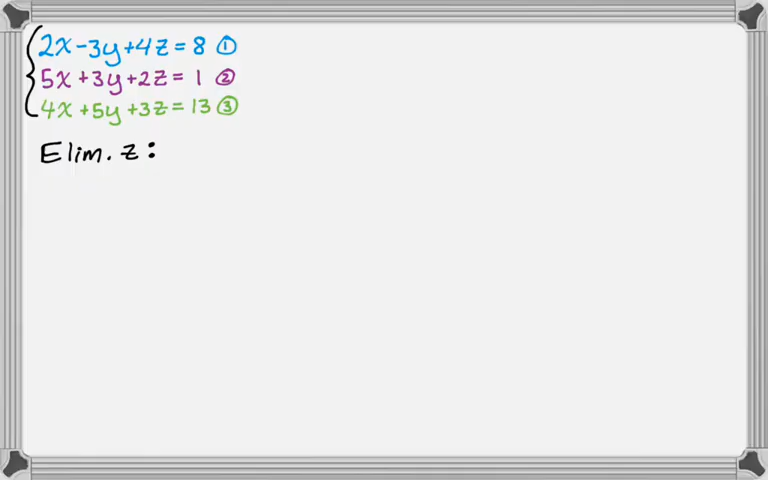 2x-3y+4z=8 ①
5x+3y+2z=1 ②
4x+5y+3z=13 ③
Elim. z: